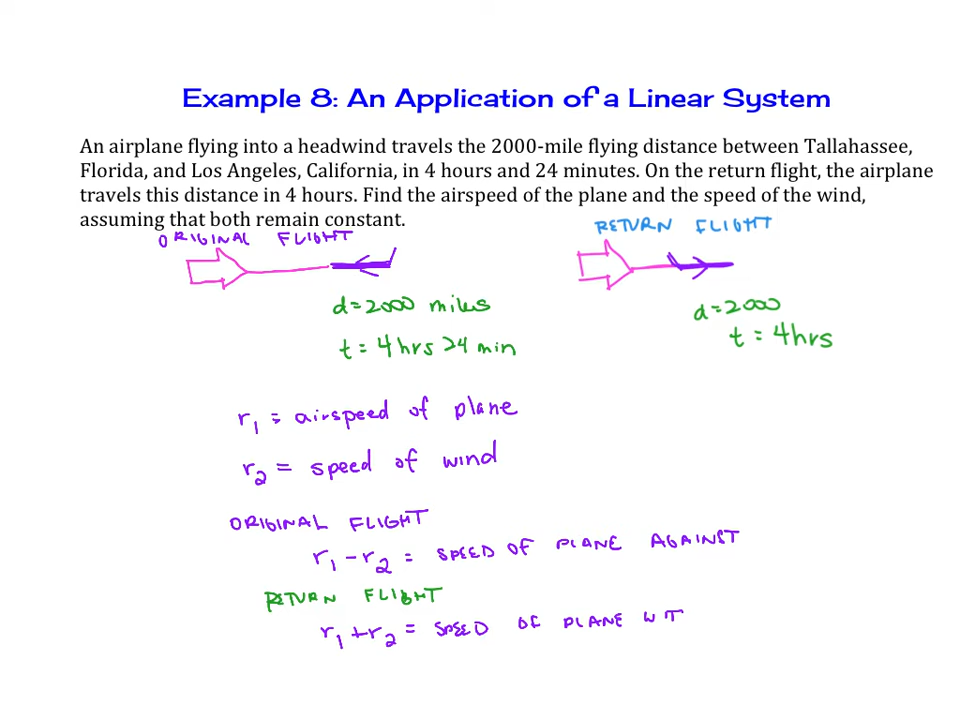 Example 8: An Application of a Linear System
An airplane flying into a headwind travels the 2000-mile flying distance between Tallahassee,
Florida, and Los Angeles, California, in 4 hours and 24 minutes. On the return flight, the airplane
travels this distance in 4 hours. Find the airspeed of the plane and the speed of the wind,
assuming that both remain constant.
ORIGINAL FLIGHT
RETURN FLIGHT
d=2000 miles
t = 4 hrs 24 min
d=2000
t = 4hrs
r₁ = airspeed of plane
r₂ = speed of wind
ORIGINAL FLIGHT
r₁ - r₂ = SPEED OF PLANE AGAINST
RETURN FLIGHT
r₁ + r₂ = SPEED OF PLANE WIT